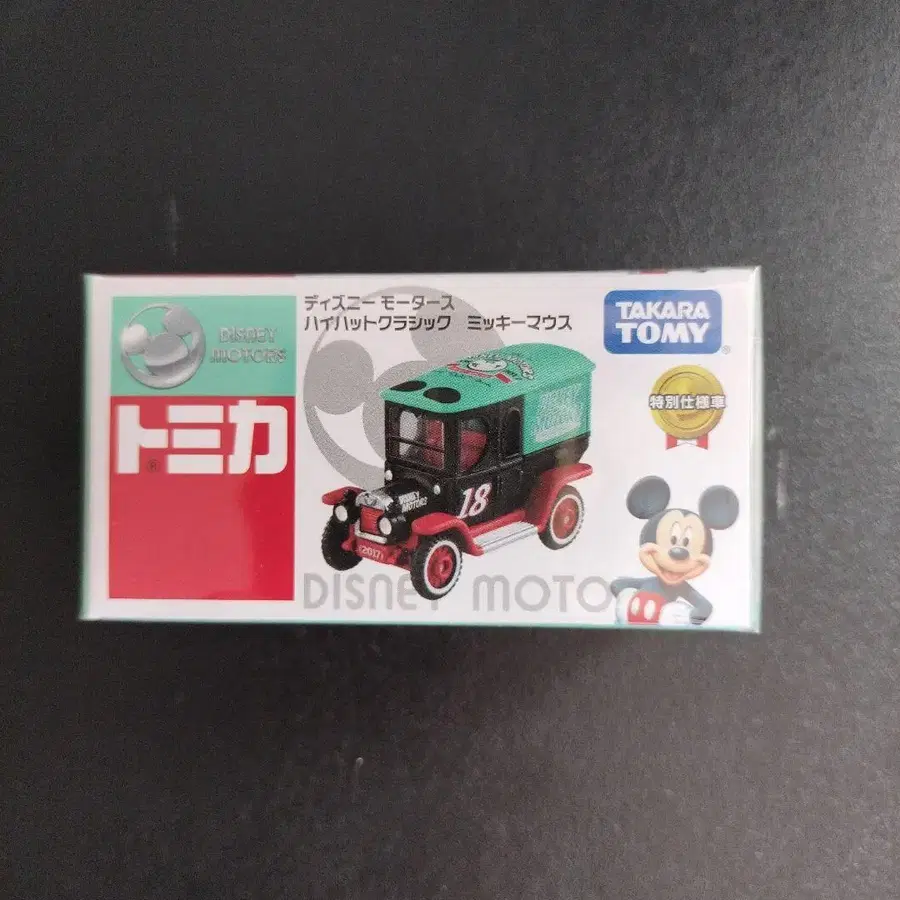 DISNEY
MOTORS
トミカ
®
ディズニー モータース
ハイハットクラシック ミッキーマウス
TAKARA
TOMY
®
特別仕様車
DISNEY
MOTORS
DISNEY
MOTORS
18
(2017)
DISNEY MOTO